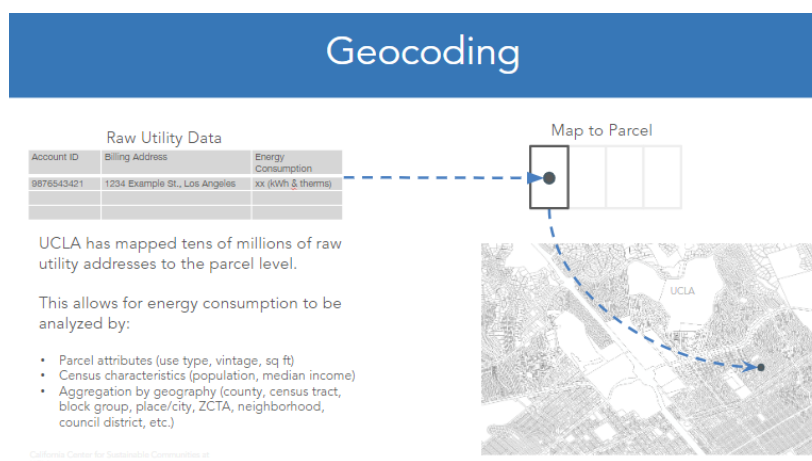 Geocoding
Raw Utility Data
Account ID Billing Address Energy Consumption
9876543421 1234 Example St., Los Angeles xx (kWh & therms)
UCLA has mapped tens of millions of raw
utility addresses to the parcel level.
This allows for energy consumption to be
analyzed by:
• Parcel attributes (use type, vintage, sq ft)
• Census characteristics (population, median income)
• Aggregation by geography (county, census tract,
block group, place/city, ZCTA, neighborhood,
council district, etc.)
Map to Parcel
UCLA
California Center for Sustainable Communities at